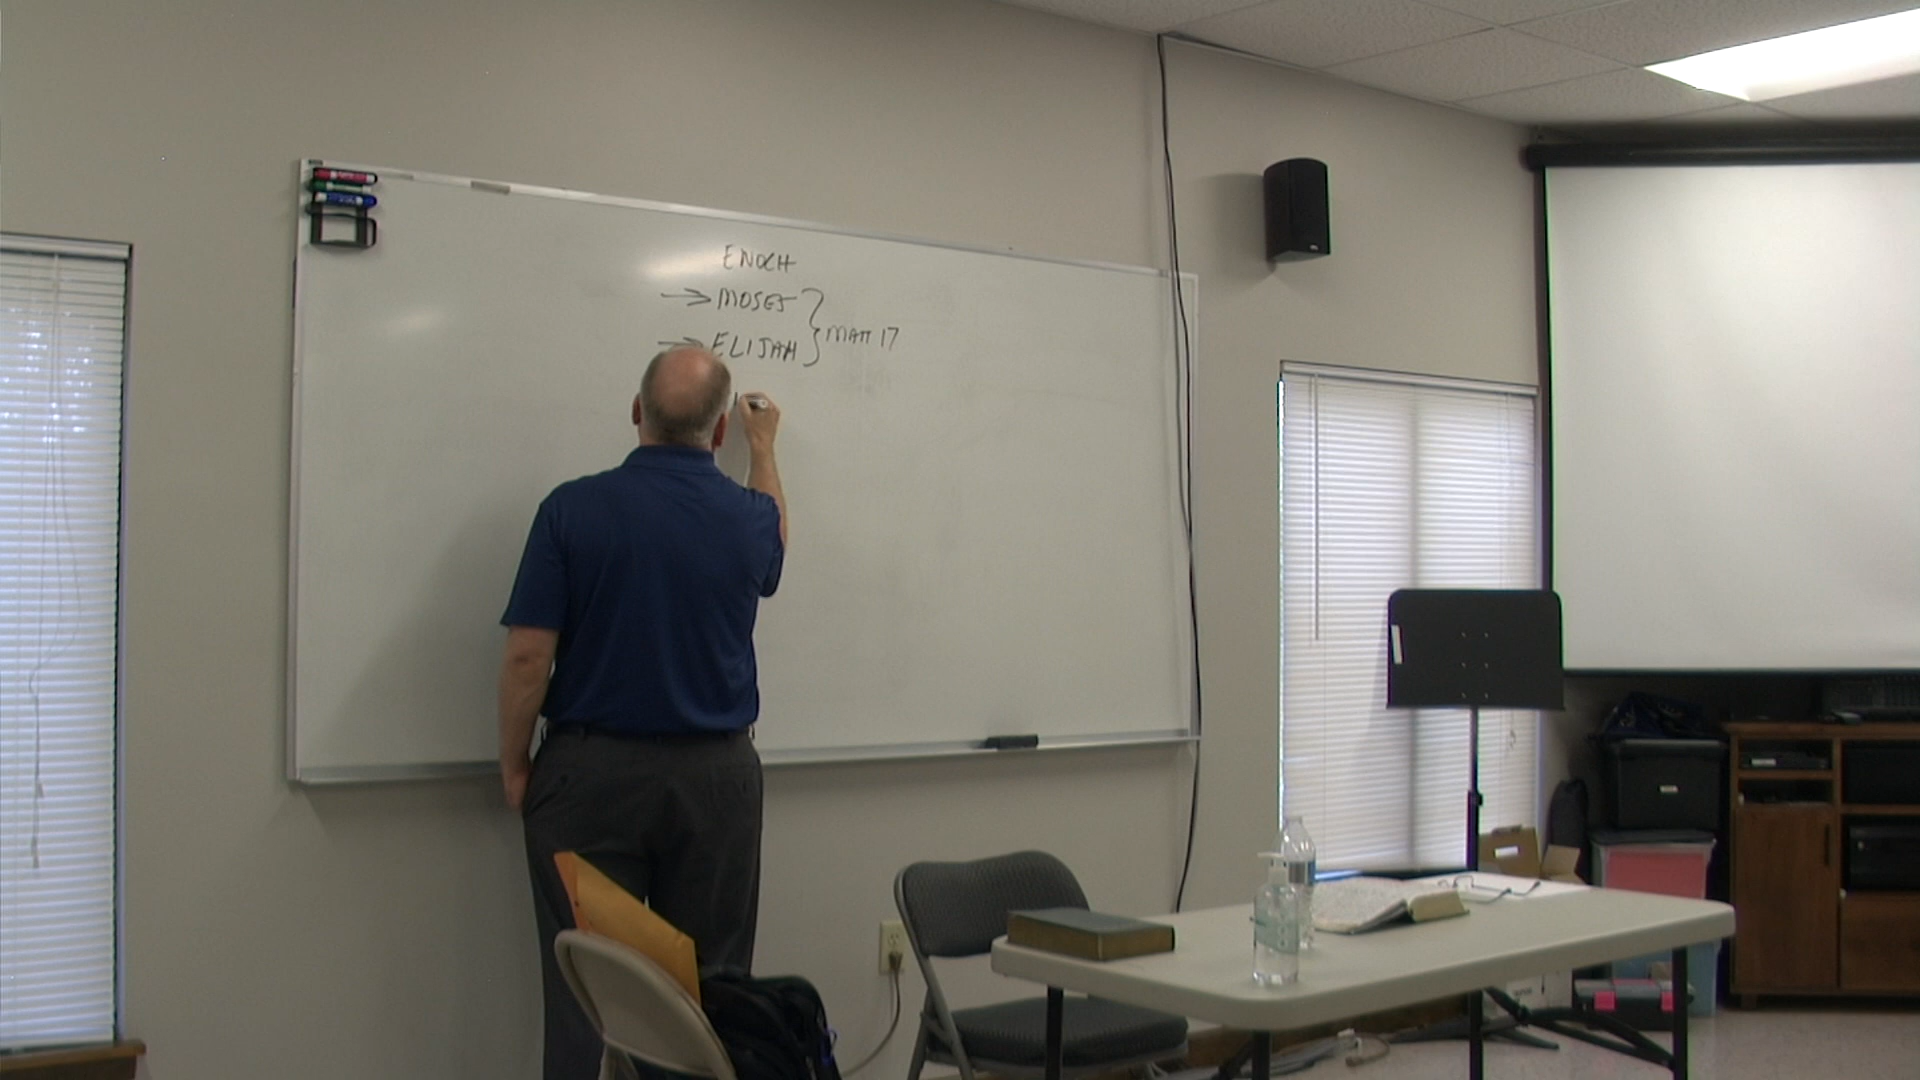 ENOCH
→ MOSES
→ ELIJAH
} MATT 17